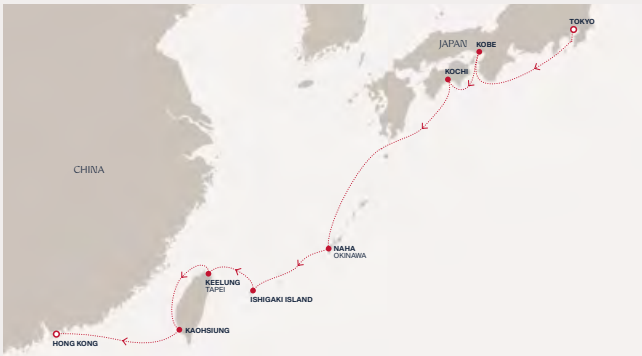 TOKYO
JAPAN
KOBE
KOCHI
CHINA
NAHA
OKINAWA
KEELUNG
TAPEI
ISHIGAKI ISLAND
KAOHSIUNG
HONG KONG